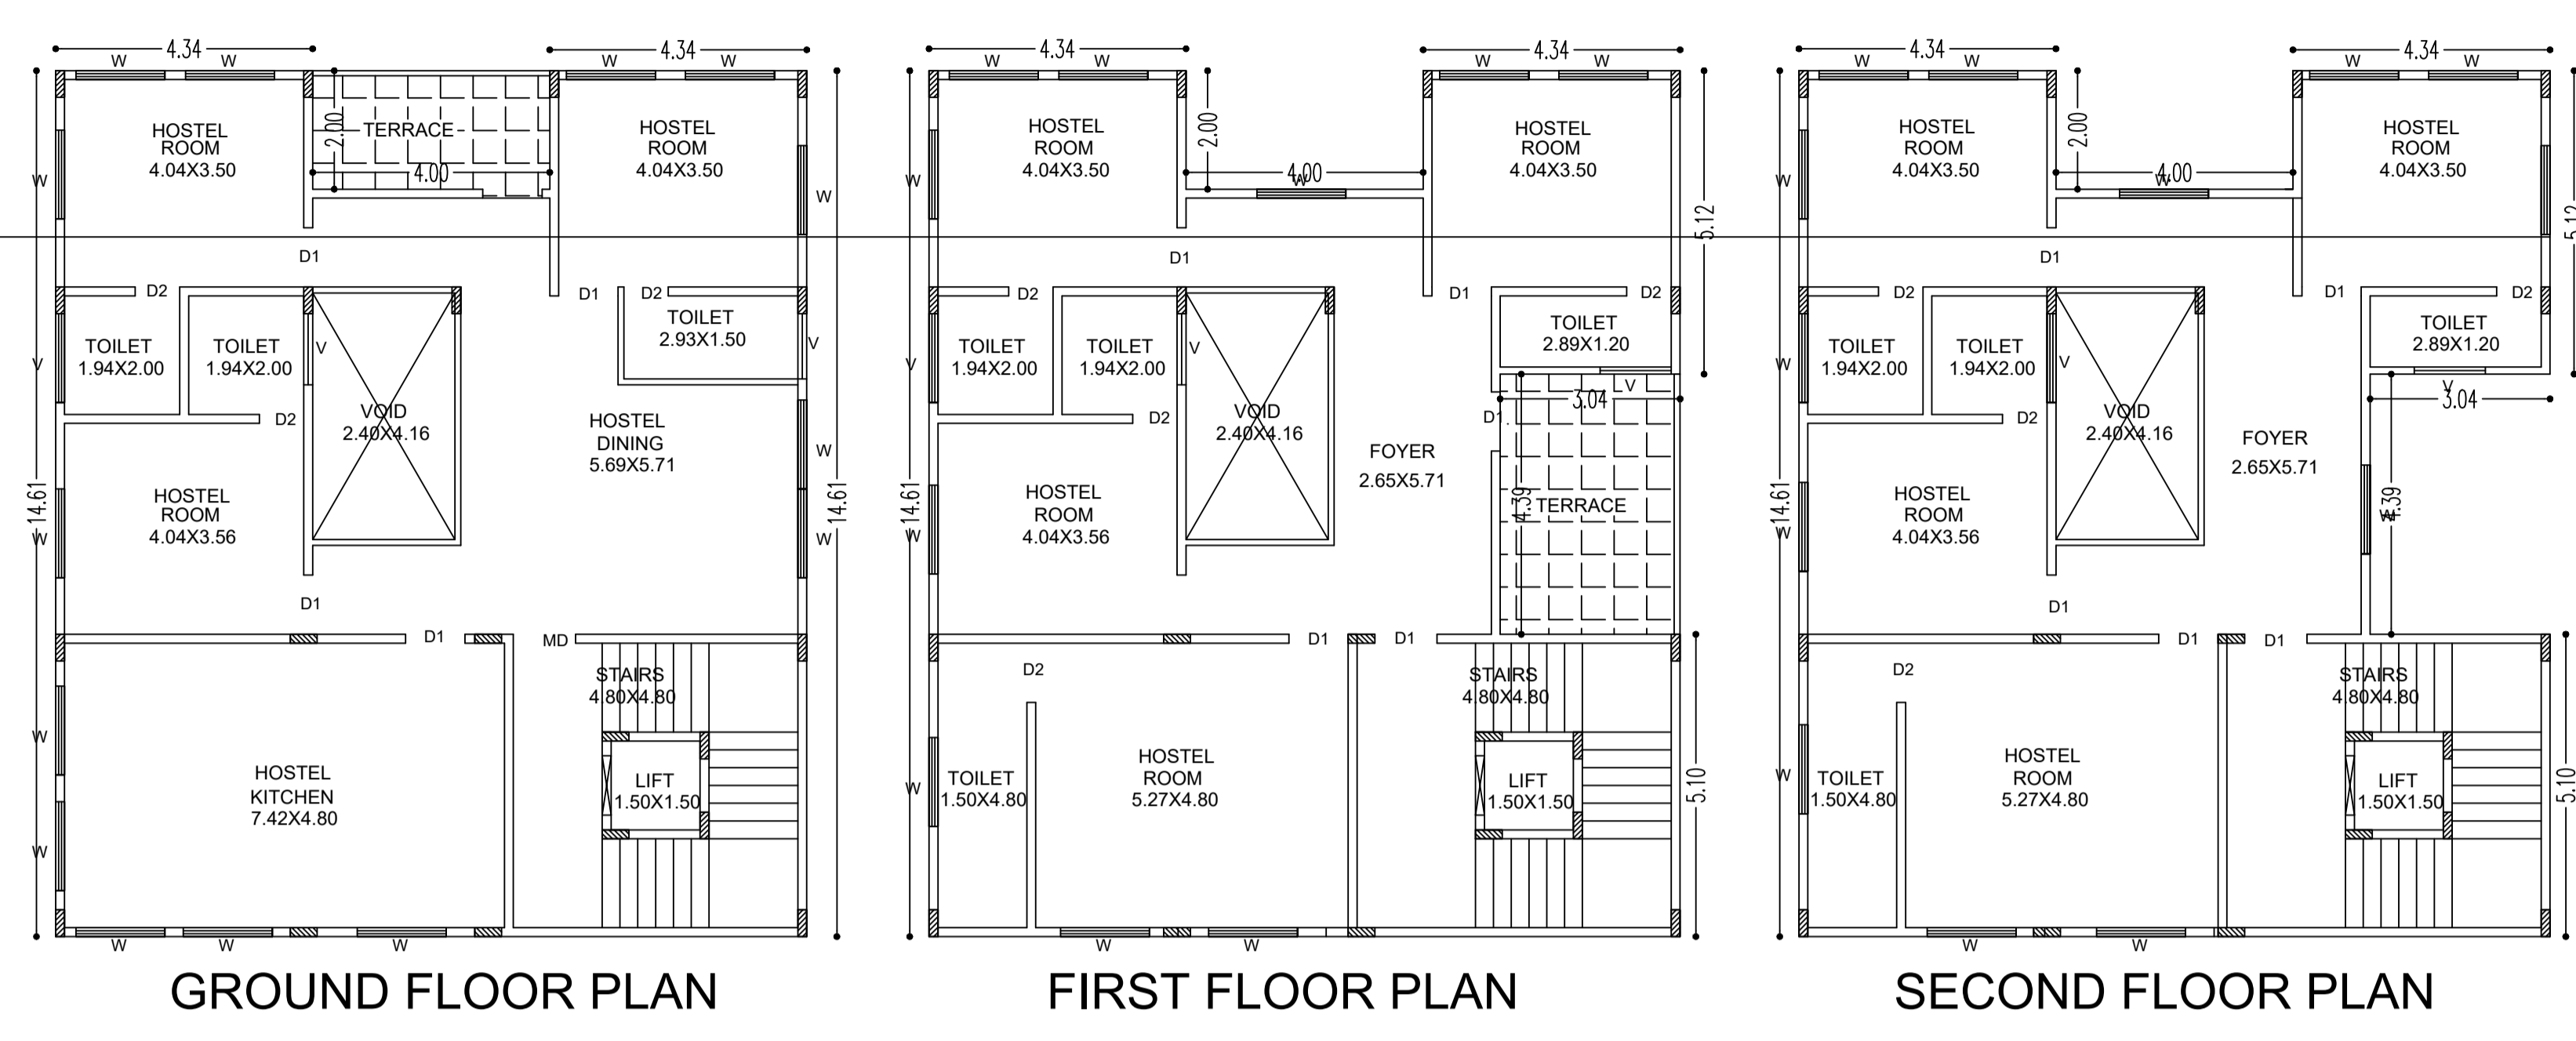 4.34
4.34
W
W
W
W
HOSTEL
ROOM
4.04X3.50
2.00
TERRACE
4.00
HOSTEL
ROOM
4.04X3.50
W
W
D1
D2
D1
D2
TOILET
1.94X2.00
TOILET
1.94X2.00
V
V
VOID
2.40X4.16
TOILET
2.93X1.50
V
D2
HOSTEL
DINING
5.69X5.71
W
14.61
HOSTEL
ROOM
4.04X3.56
W
W
14.61
D1
D1
MD
STAIRS
4.80X4.80
W
HOSTEL
KITCHEN
7.42X4.80
LIFT
1.50X1.50
W
W
W
W
GROUND FLOOR PLAN
4.34
4.34
W
W
W
W
HOSTEL
ROOM
4.04X3.50
2.00
4.00
W
HOSTEL
ROOM
4.04X3.50
W
5.12
D1
D2
D1
D2
TOILET
1.94X2.00
TOILET
1.94X2.00
V
V
VOID
2.40X4.16
TOILET
2.89X1.20
V
3.04
D2
D1
FOYER
2.65X5.71
14.61
HOSTEL
ROOM
4.04X3.56
W
4.39
TERRACE
D1
D1
D2
STAIRS
4.80X4.80
TOILET
1.50X4.80
W
HOSTEL
ROOM
5.27X4.80
LIFT
1.50X1.50
5.10
W
W
FIRST FLOOR PLAN
4.34
4.34
W
W
W
W
HOSTEL
ROOM
4.04X3.50
2.00
4.00
W
HOSTEL
ROOM
4.04X3.50
W
5.12
D1
D2
D1
D2
TOILET
1.94X2.00
TOILET
1.94X2.00
W
V
VOID
2.40X4.16
TOILET
2.89X1.20
V
3.04
D2
FOYER
2.65X5.71
14.61
HOSTEL
ROOM
4.04X3.56
W
4.39
W
D1
D1
D1
D2
STAIRS
4.80X4.80
TOILET
1.50X4.80
W
HOSTEL
ROOM
5.27X4.80
LIFT
1.50X1.50
5.10
W
W
SECOND FLOOR PLAN